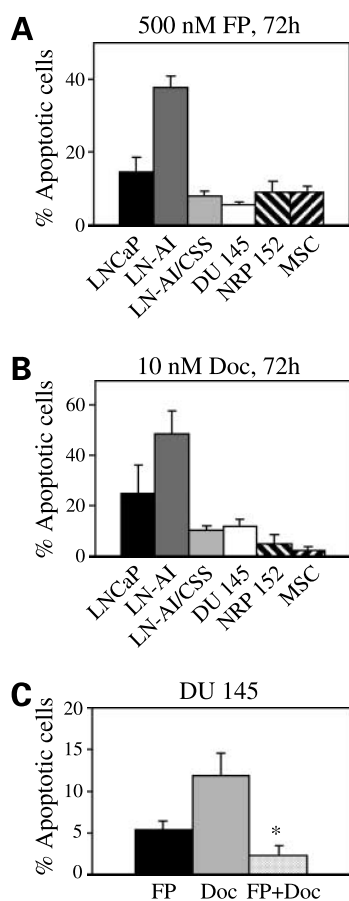 A
500 nM FP, 72h
% Apoptotic cells
40
20
0
LNCaP
LN-AI
LN-AI/CSS
DU 145
NRP 152
MSC
B
10 nM Doc, 72h
% Apoptotic cells
60
40
20
0
LNCaP
LN-AI
LN-AI/CSS
DU 145
NRP 152
MSC
C
DU 145
% Apoptotic cells
20
15
10
5
0
*
FP Doc FP+Doc